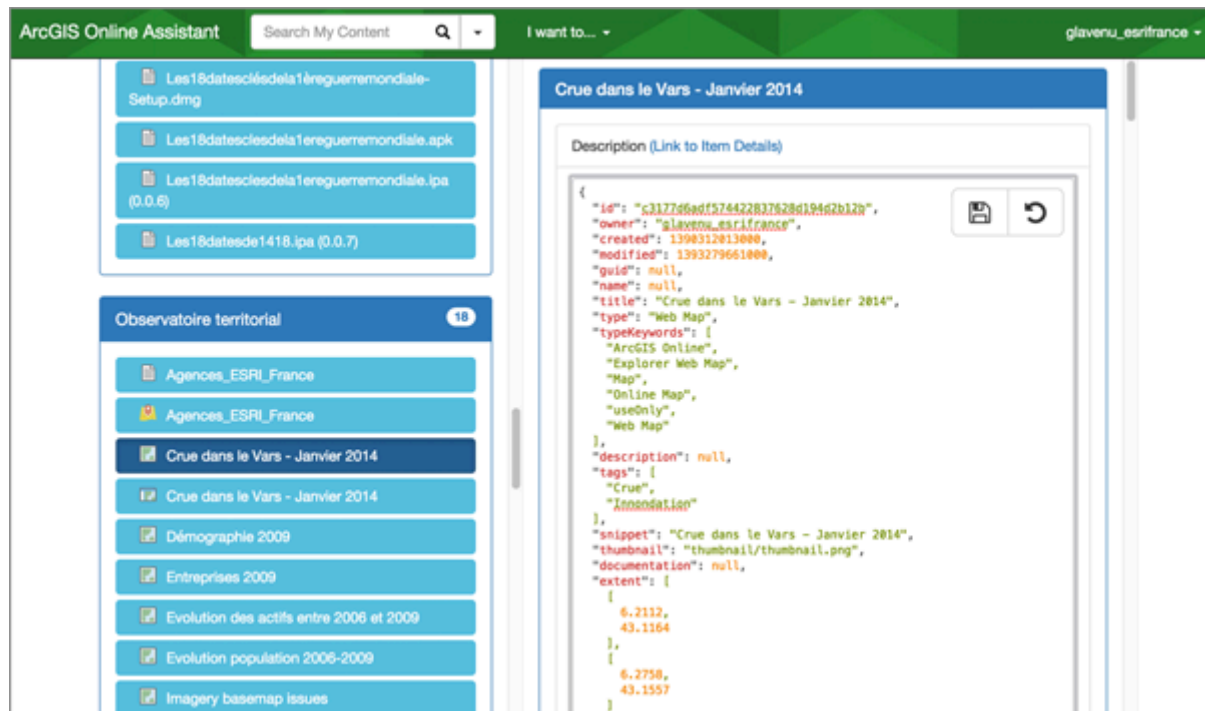 ArcGIS Online Assistant
Search My Content
I want to...
glavenu_esrifrance
Les18datesclésdela1èreguerremondiale-
Setup.dmg
Les18datesclesdela1ereguerremondiale.apk
Les18datesclesdela1ereguerremondiale.ipa
(0.0.6)
Les18datesde1418.ipa (0.0.7)
Observatoire territorial
18
Agences_ESRI_France
Agences_ESRI_France
Crue dans le Vars - Janvier 2014
Crue dans le Vars - Janvier 2014
Démographie 2009
Entreprises 2009
Evolution des actifs entre 2006 et 2009
Evolution population 2006-2009
Imagery basemap issues
Crue dans le Vars - Janvier 2014
Description (Link to Item Details)
{
"id": "c3177d6adf574422837628d194d2b12b",
"owner": "glavenu_esrifrance",
"created": 1390312013000,
"modified": 1393279661000,
"guid": null,
"name": null,
"title": "Crue dans le Vars - Janvier 2014",
"type": "Web Map",
"typeKeywords": [
"ArcGIS Online",
"Explorer Web Map",
"Map",
"Online Map",
"useOnly",
"Web Map"
],
"description": null,
"tags": [
"Crue",
"Innondation"
],
"snippet": "Crue dans le Vars - Janvier 2014",
"thumbnail": "thumbnail/thumbnail.png",
"documentation": null,
"extent": [
[
6.2112,
43.1164
],
[
6.2758,
43.1557
]